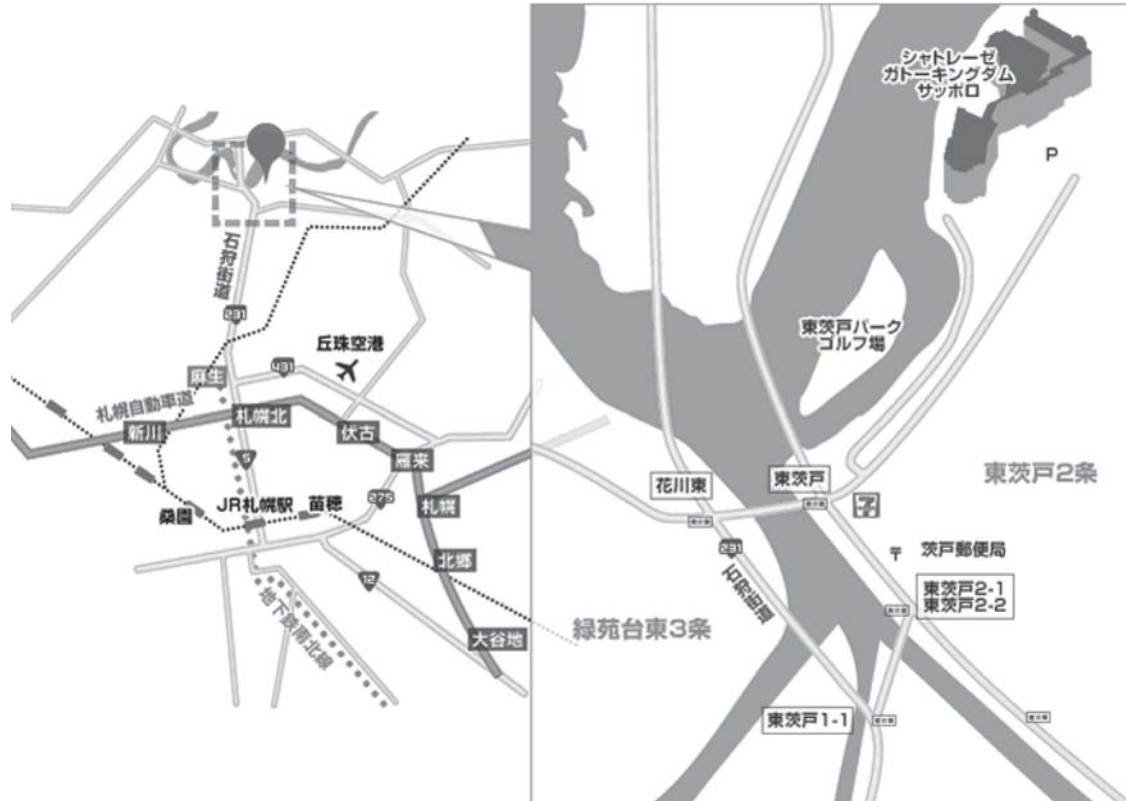 石狩街道
231
丘珠空港
431
麻生
札幌自動車道
札幌北
新川
伏古
雁来
5
275
札幌
JR札幌駅
苗穂
桑園
北郷
12
地下鉄南北線
大谷地
シャトレーゼ
ガトーキングダム
サッポロ
P
東茨戸パーク
ゴルフ場
花川東
東茨戸
東茨戸2条
7
231
石狩街道
〒 茨戸郵便局
東茨戸2-1
東茨戸2-2
緑苑台東3条
東茨戸1-1